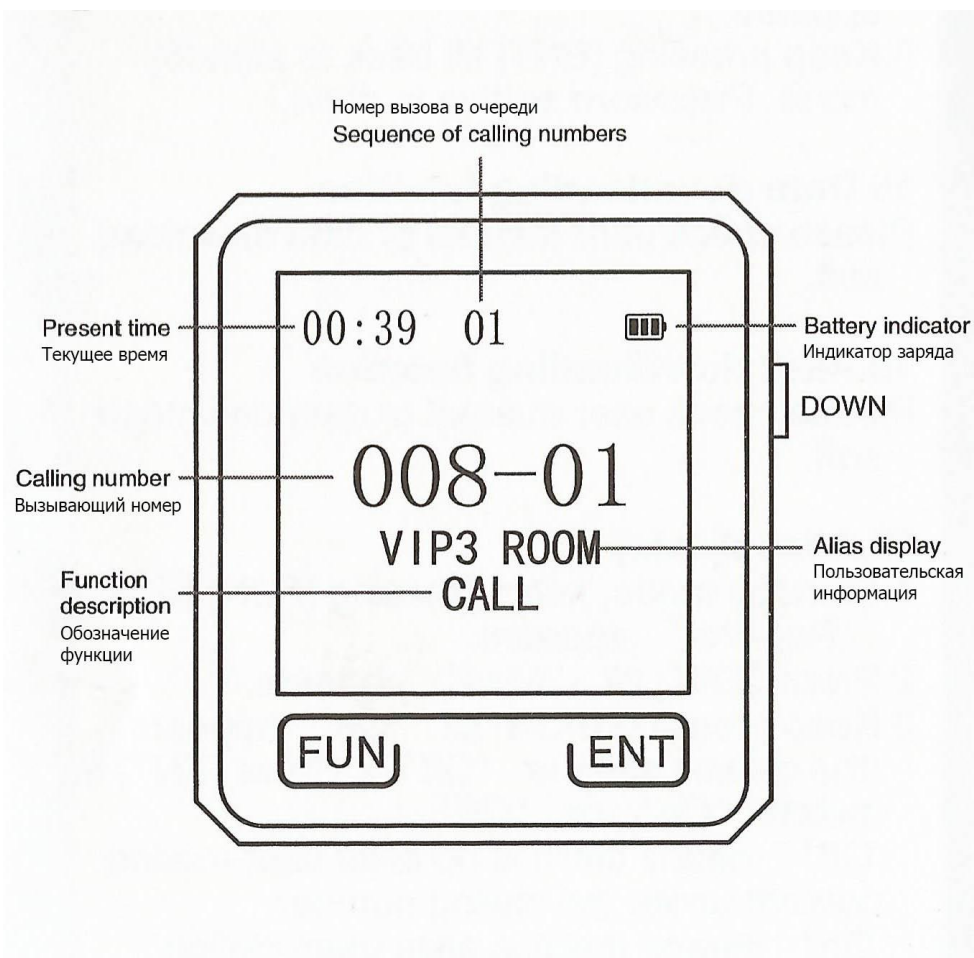 Номер вызова в очереди
Sequence of calling numbers
00:39 01
Present time
Текущее время
Battery indicator
Индикатор заряда
DOWN
008-01
Calling number
Вызывающий номер
VIP3 ROOM
Alias display
Пользовательская
информация
CALL
Function
description
Обозначение
функции
FUN
ENT